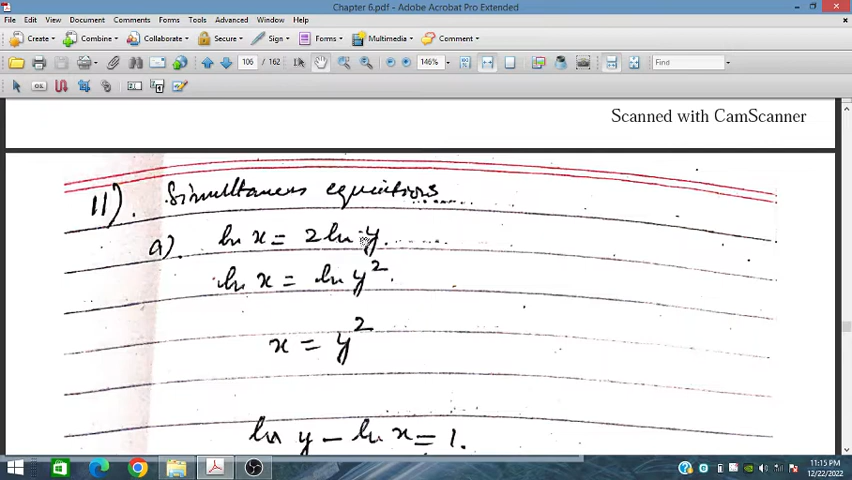 Chapter 6.pdf - Adobe Acrobat Pro Extended
File Edit View Document Comments Forms Tools Advanced Window Help
Create Combine Collaborate Secure Sign Forms Multimedia Comment
106 / 162 146% Find
Scanned with CamScanner
11). Simultaneous equations
a). ln x = 2 ln y
ln x = ln y².
x = y²
ln y – ln x = 1.
11:15 PM
12/22/2022